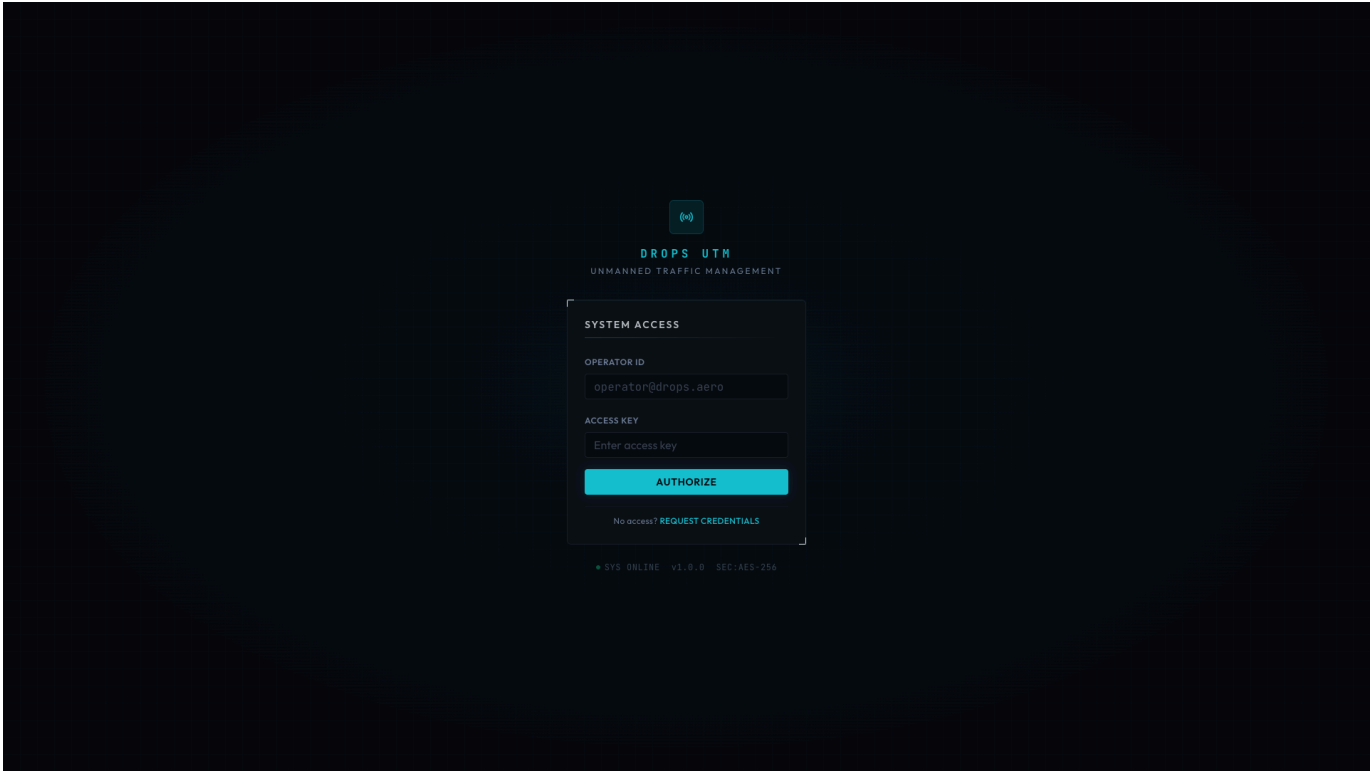 DROPS UTM
UNMANNED TRAFFIC MANAGEMENT
SYSTEM ACCESS
OPERATOR ID
operator@drops.aero
ACCESS KEY
Enter access key
AUTHORIZE
No access? REQUEST CREDENTIALS
SYS ONLINE v1.0.0 SEC:AES-256